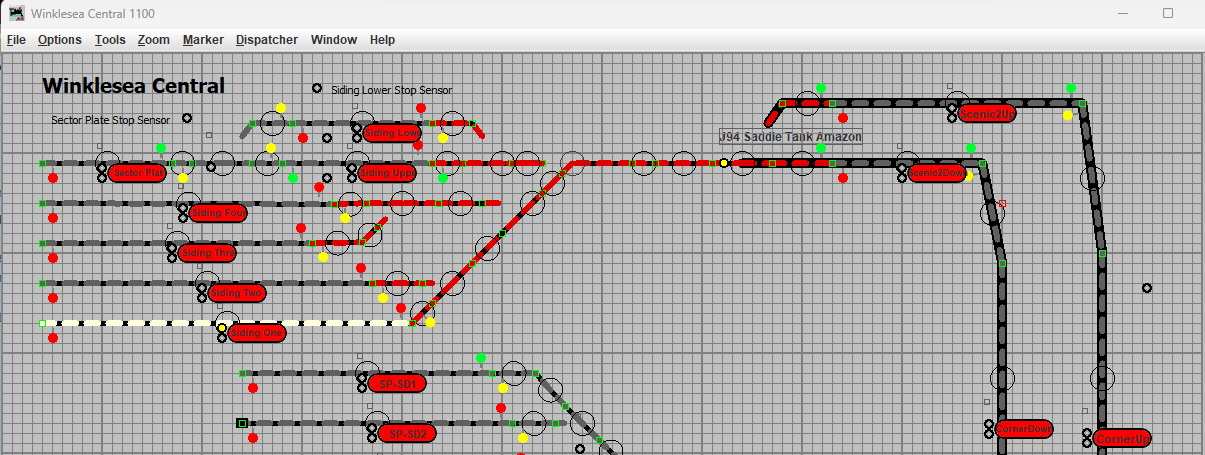 Winklesea Central 1100
File Options Tools Zoom Marker Dispatcher Window Help
Winklesea Central
Siding Lower Stop Sensor
Sector Plate Stop Sensor
Siding Low
J94 Saddle Tank Amazon
Scenic2Up
Sector Plat
Siding Uppe
Scenic2Dow
Siding Four
Siding Thre
Siding Two
Siding One
SP-SD1
SP-SD2
CornerDown
CornerUp